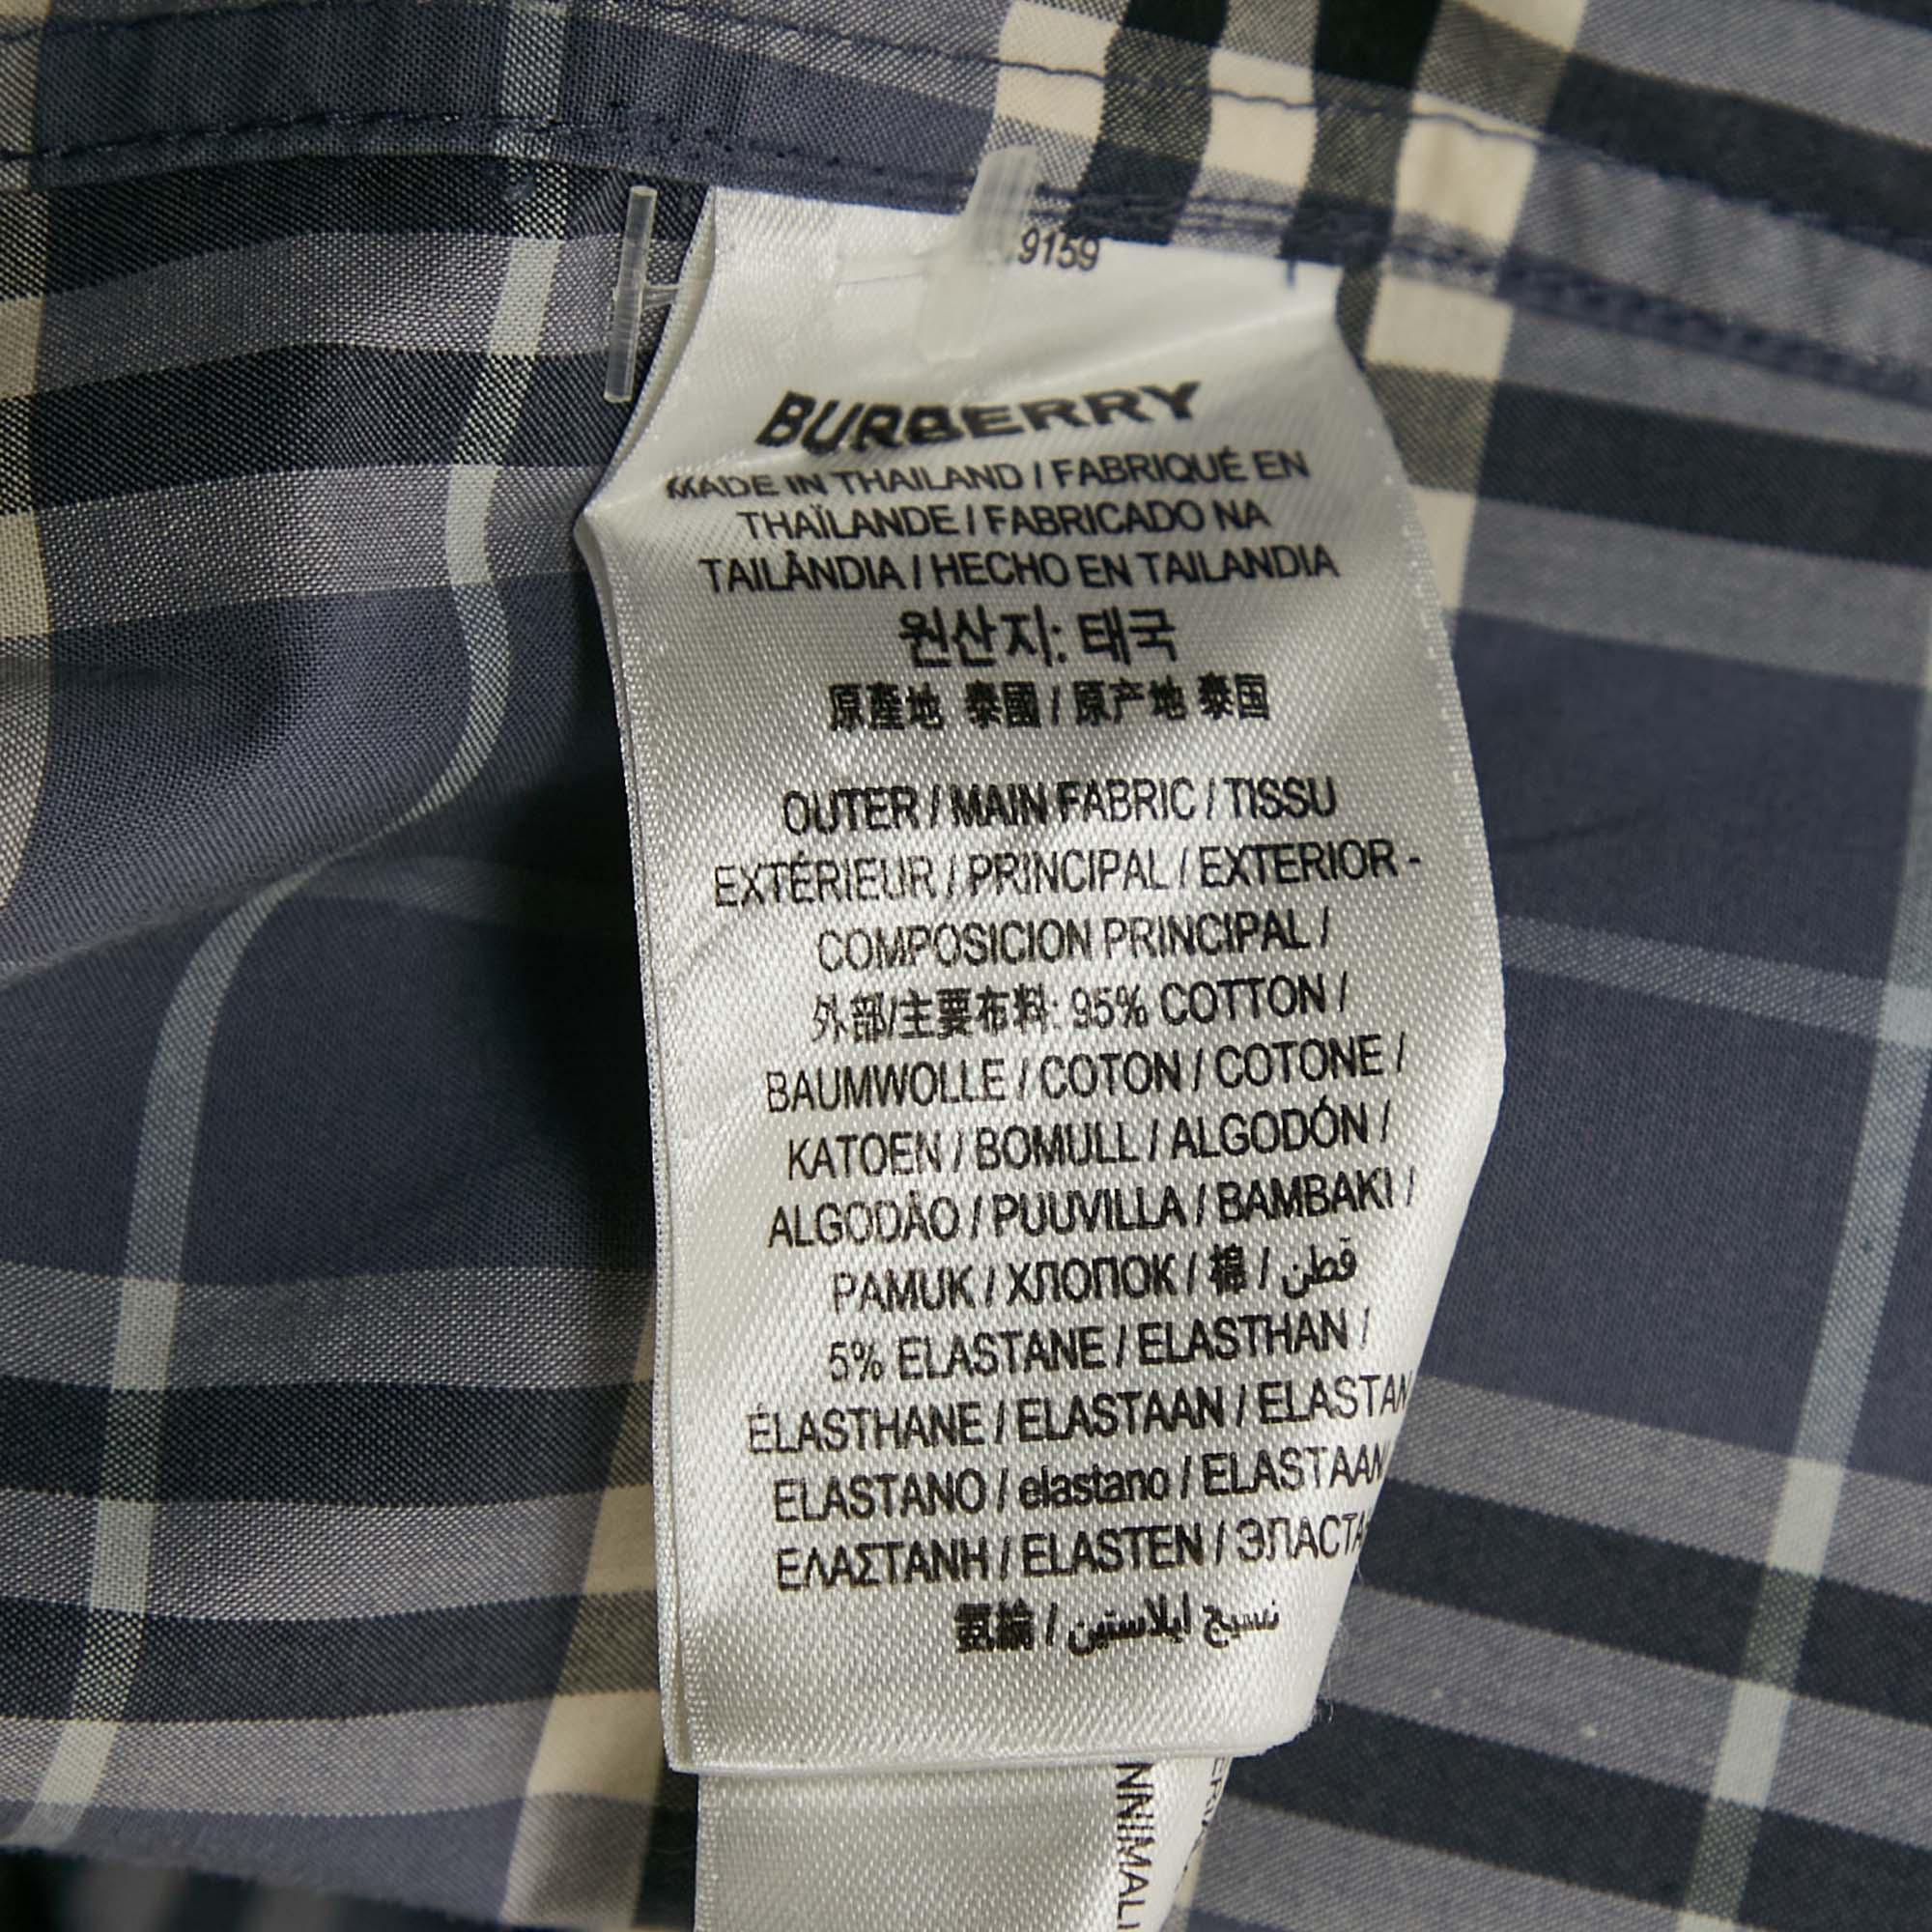 9159
BURBERRY
MADE IN THAILAND / FABRIQUÉ EN
THAÏLANDE / FABRICADO NA
TAILÂNDIA / HECHO EN TAILANDIA
원산지: 태국
原產地 泰國 / 原产地 泰国
OUTER / MAIN FABRIC / TISSU
EXTÉRIEUR / PRINCIPAL / EXTERIOR -
COMPOSICION PRINCIPAL /
外部/主要布料: 95% COTTON /
BAUMWOLLE / COTON / COTONE /
KATOEN / BOMULL / ALGODÓN /
ALGODÃO / PUUVILLA / BAMBAKI /
PAMUK / ХЛОПОК / 棉 / قطن
5% ELASTANE / ELASTHAN /
ÉLASTHANE / ELASTAAN / ELASTAN
ELASTANO / elastano / ELASTAANI
ΕΛΑΣΤΑΝΗ / ELASTEN / ЭЛАСТА
氨綸 / نسيج ايلاستين
NNIMALI